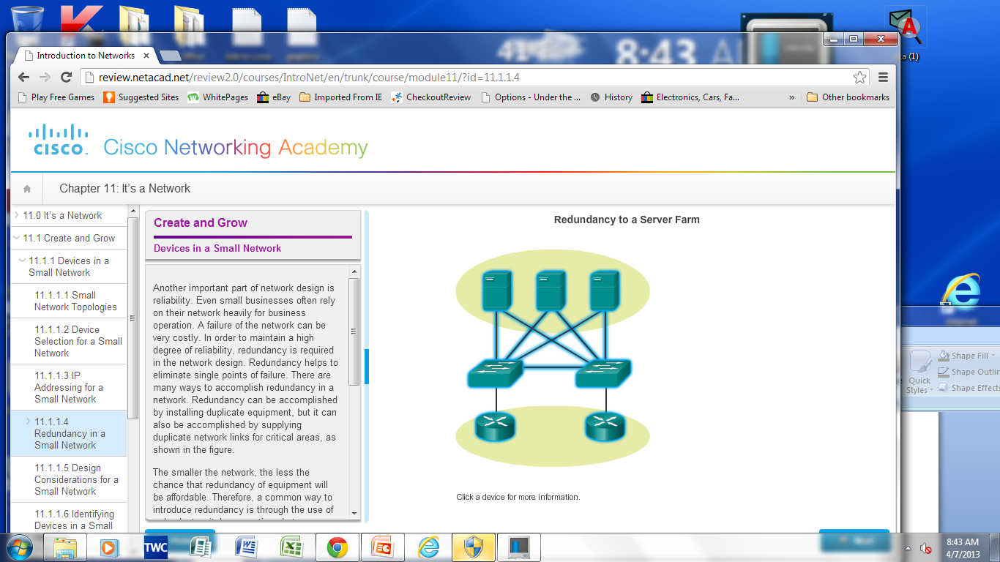 8:43 AM
Introduction to Networks
review.netacad.net/review2.0/courses/IntroNet/en/trunk/course/module11/?id=11.1.1.4
Play Free Games
Suggested Sites
WhitePages
eBay
Imported From IE
CheckoutReview
Options - Under the ...
History
Electronics, Cars, Fa...
»
Other bookmarks
cisco.
Cisco Networking Academy
Chapter 11: It's a Network
11.0 It's a Network
11.1 Create and Grow
11.1.1 Devices in a
Small Network
11.1.1.1 Small
Network Topologies
11.1.1.2 Device
Selection for a Small
Network
11.1.1.3 IP
Addressing for a
Small Network
11.1.1.4
Redundancy in a
Small Network
11.1.1.5 Design
Considerations for a
Small Network
11.1.1.6 Identifying
Devices in a Small
Create and Grow
Devices in a Small Network
Another important part of network design is
reliability. Even small businesses often rely
on their network heavily for business
operation. A failure of the network can be
very costly. In order to maintain a high
degree of reliability, redundancy is required
in the network design. Redundancy helps to
eliminate single points of failure. There are
many ways to accomplish redundancy in a
network. Redundancy can be accomplished
by installing duplicate equipment, but it can
also be accomplished by supplying
duplicate network links for critical areas, as
shown in the figure.
The smaller the network, the less the
chance that redundancy of equipment will
be affordable. Therefore, a common way to
introduce redundancy is through the use of
Redundancy to a Server Farm
Click a device for more information.
(1)
Shape Fill
Shape Outlin
Shape Effects
Quick
Styles
Next
TWC
8:43 AM
4/7/2013